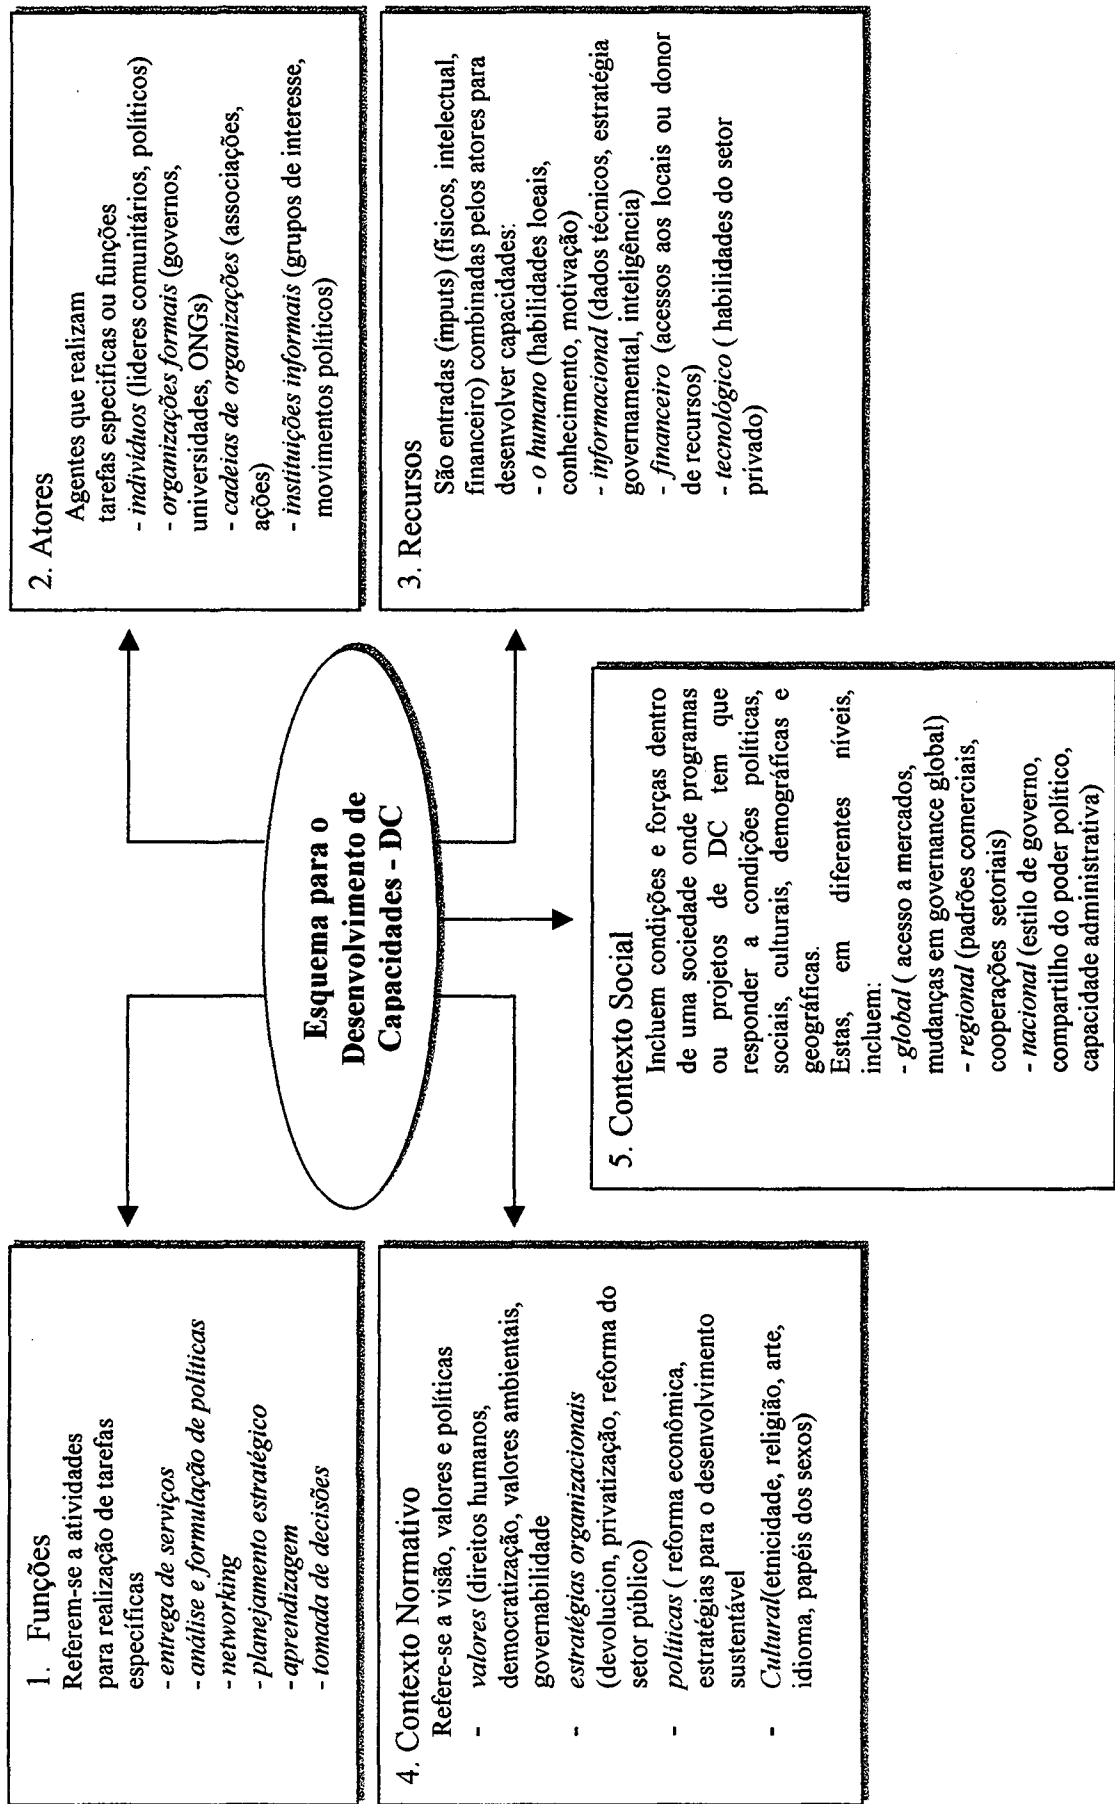 1. Funções
Referem-se a atividades
para realização de tarefas
específicas
- entrega de serviços
- análise e formulação de políticas
- networking
- planejamento estratégico
- aprendizagem
- tomada de decisões
Esquema para o
Desenvolvimento de
Capacidades - DC
2. Atores
Agentes que realizam
tarefas especificas ou funções
- indivíduos (lideres comunitários, políticos)
- organizações formais (governos,
universidades, ONGs)
- cadeias de organizações (associações,
ações)
- instituições informais (grupos de interesse,
movimentos políticos)
3. Recursos
São entradas (inputs) (físicos, intelectual,
financeiro) combinadas pelos atores para
desenvolver capacidades:
- o humano (habilidades loeais,
conhecimento, motivação)
- informacional (dados técnicos, estratégia
governamental, inteligência)
- financeiro (acessos aos locais ou donor
de recursos)
- tecnológico ( habilidades do setor
privado)
4. Contexto Normativo
Refere-se a visão, valores e políticas
- valores (direitos humanos,
democratização, valores ambientais,
governabilidade
- estratégias organizacionais
(devolucion, privatização, reforma do
setor público)
- políticas ( reforma econômica,
estratégias para o desenvolvimento
sustentável
- Cultural(etnicidade, religião, arte,
idioma, papéis dos sexos)
5. Contexto Social
Incluem condições e forças dentro
de uma sociedade onde programas
ou projetos de DC tem que
responder a condições políticas,
sociais, culturais, demográficas e
geográficas.
Estas, em diferentes níveis,
incluem:
- global ( acesso a mercados,
mudanças em governance global)
- regional (padrões comerciais,
cooperações setoriais)
- nacional (estilo de governo,
compartilho do poder político,
capacidade administrativa)